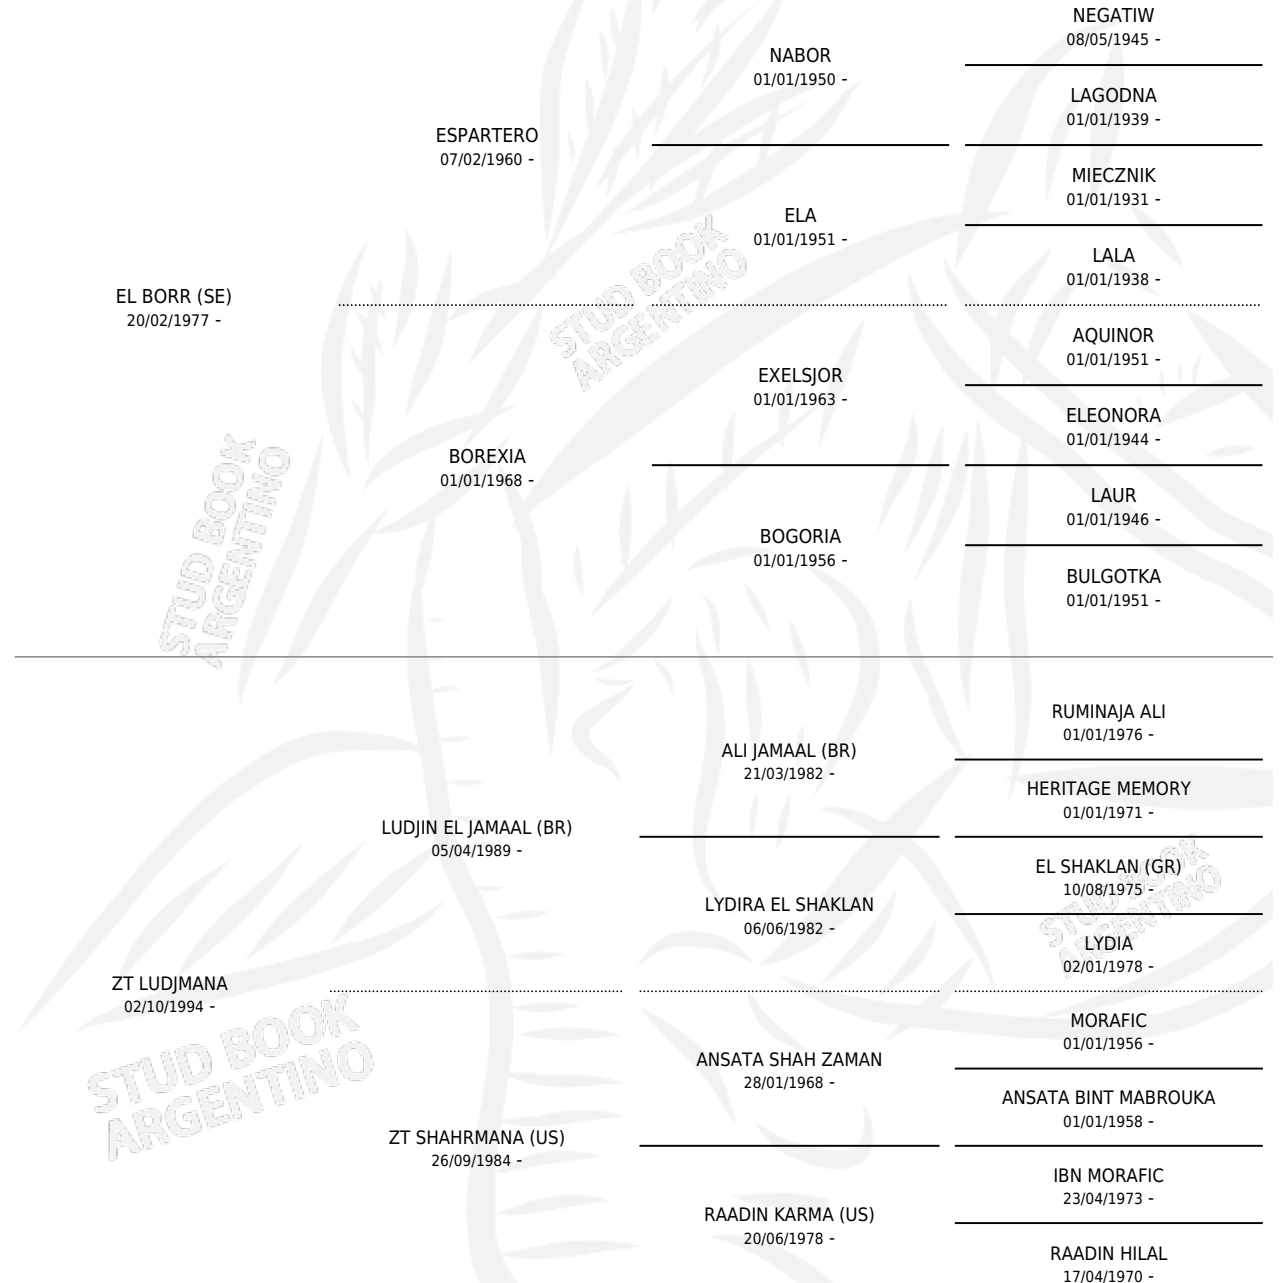 NEGATIW
08/05/1945 -
NABOR
01/01/1950 -
LAGODNA
01/01/1939 -
ESPARTERO
07/02/1960 -
MIECZNIK
01/01/1931 -
ELA
01/01/1951 -
LALA
01/01/1938 -
EL BORR (SE)
20/02/1977 -
AQUINOR
01/01/1951 -
EXELSJOR
01/01/1963 -
ELEONORA
01/01/1944 -
BOREXIA
01/01/1968 -
LAUR
01/01/1946 -
BOGORIA
01/01/1956 -
BULGOTKA
01/01/1951 -
STUD BOOK
ARGENTINO
STUD BOOK
ARGENTINO
RUMINAJA ALI
01/01/1976 -
ALI JAMAAL (BR)
21/03/1982 -
HERITAGE MEMORY
01/01/1971 -
LUDJIN EL JAMAAL (BR)
05/04/1989 -
EL SHAKLAN (GR)
10/08/1975 -
LYDIRA EL SHAKLAN
06/06/1982 -
LYDIA
02/01/1978 -
STUD BOOK
ARGENTINO
ZT LUDJMANA
02/10/1994 -
MORAFIC
01/01/1956 -
ANSATA SHAH ZAMAN
28/01/1968 -
ANSATA BINT MABROUKA
01/01/1958 -
STUD BOOK
ARGENTINO
ZT SHAHRMANA (US)
26/09/1984 -
IBN MORAFIC
23/04/1973 -
RAADIN KARMA (US)
20/06/1978 -
RAADIN HILAL
17/04/1970 -